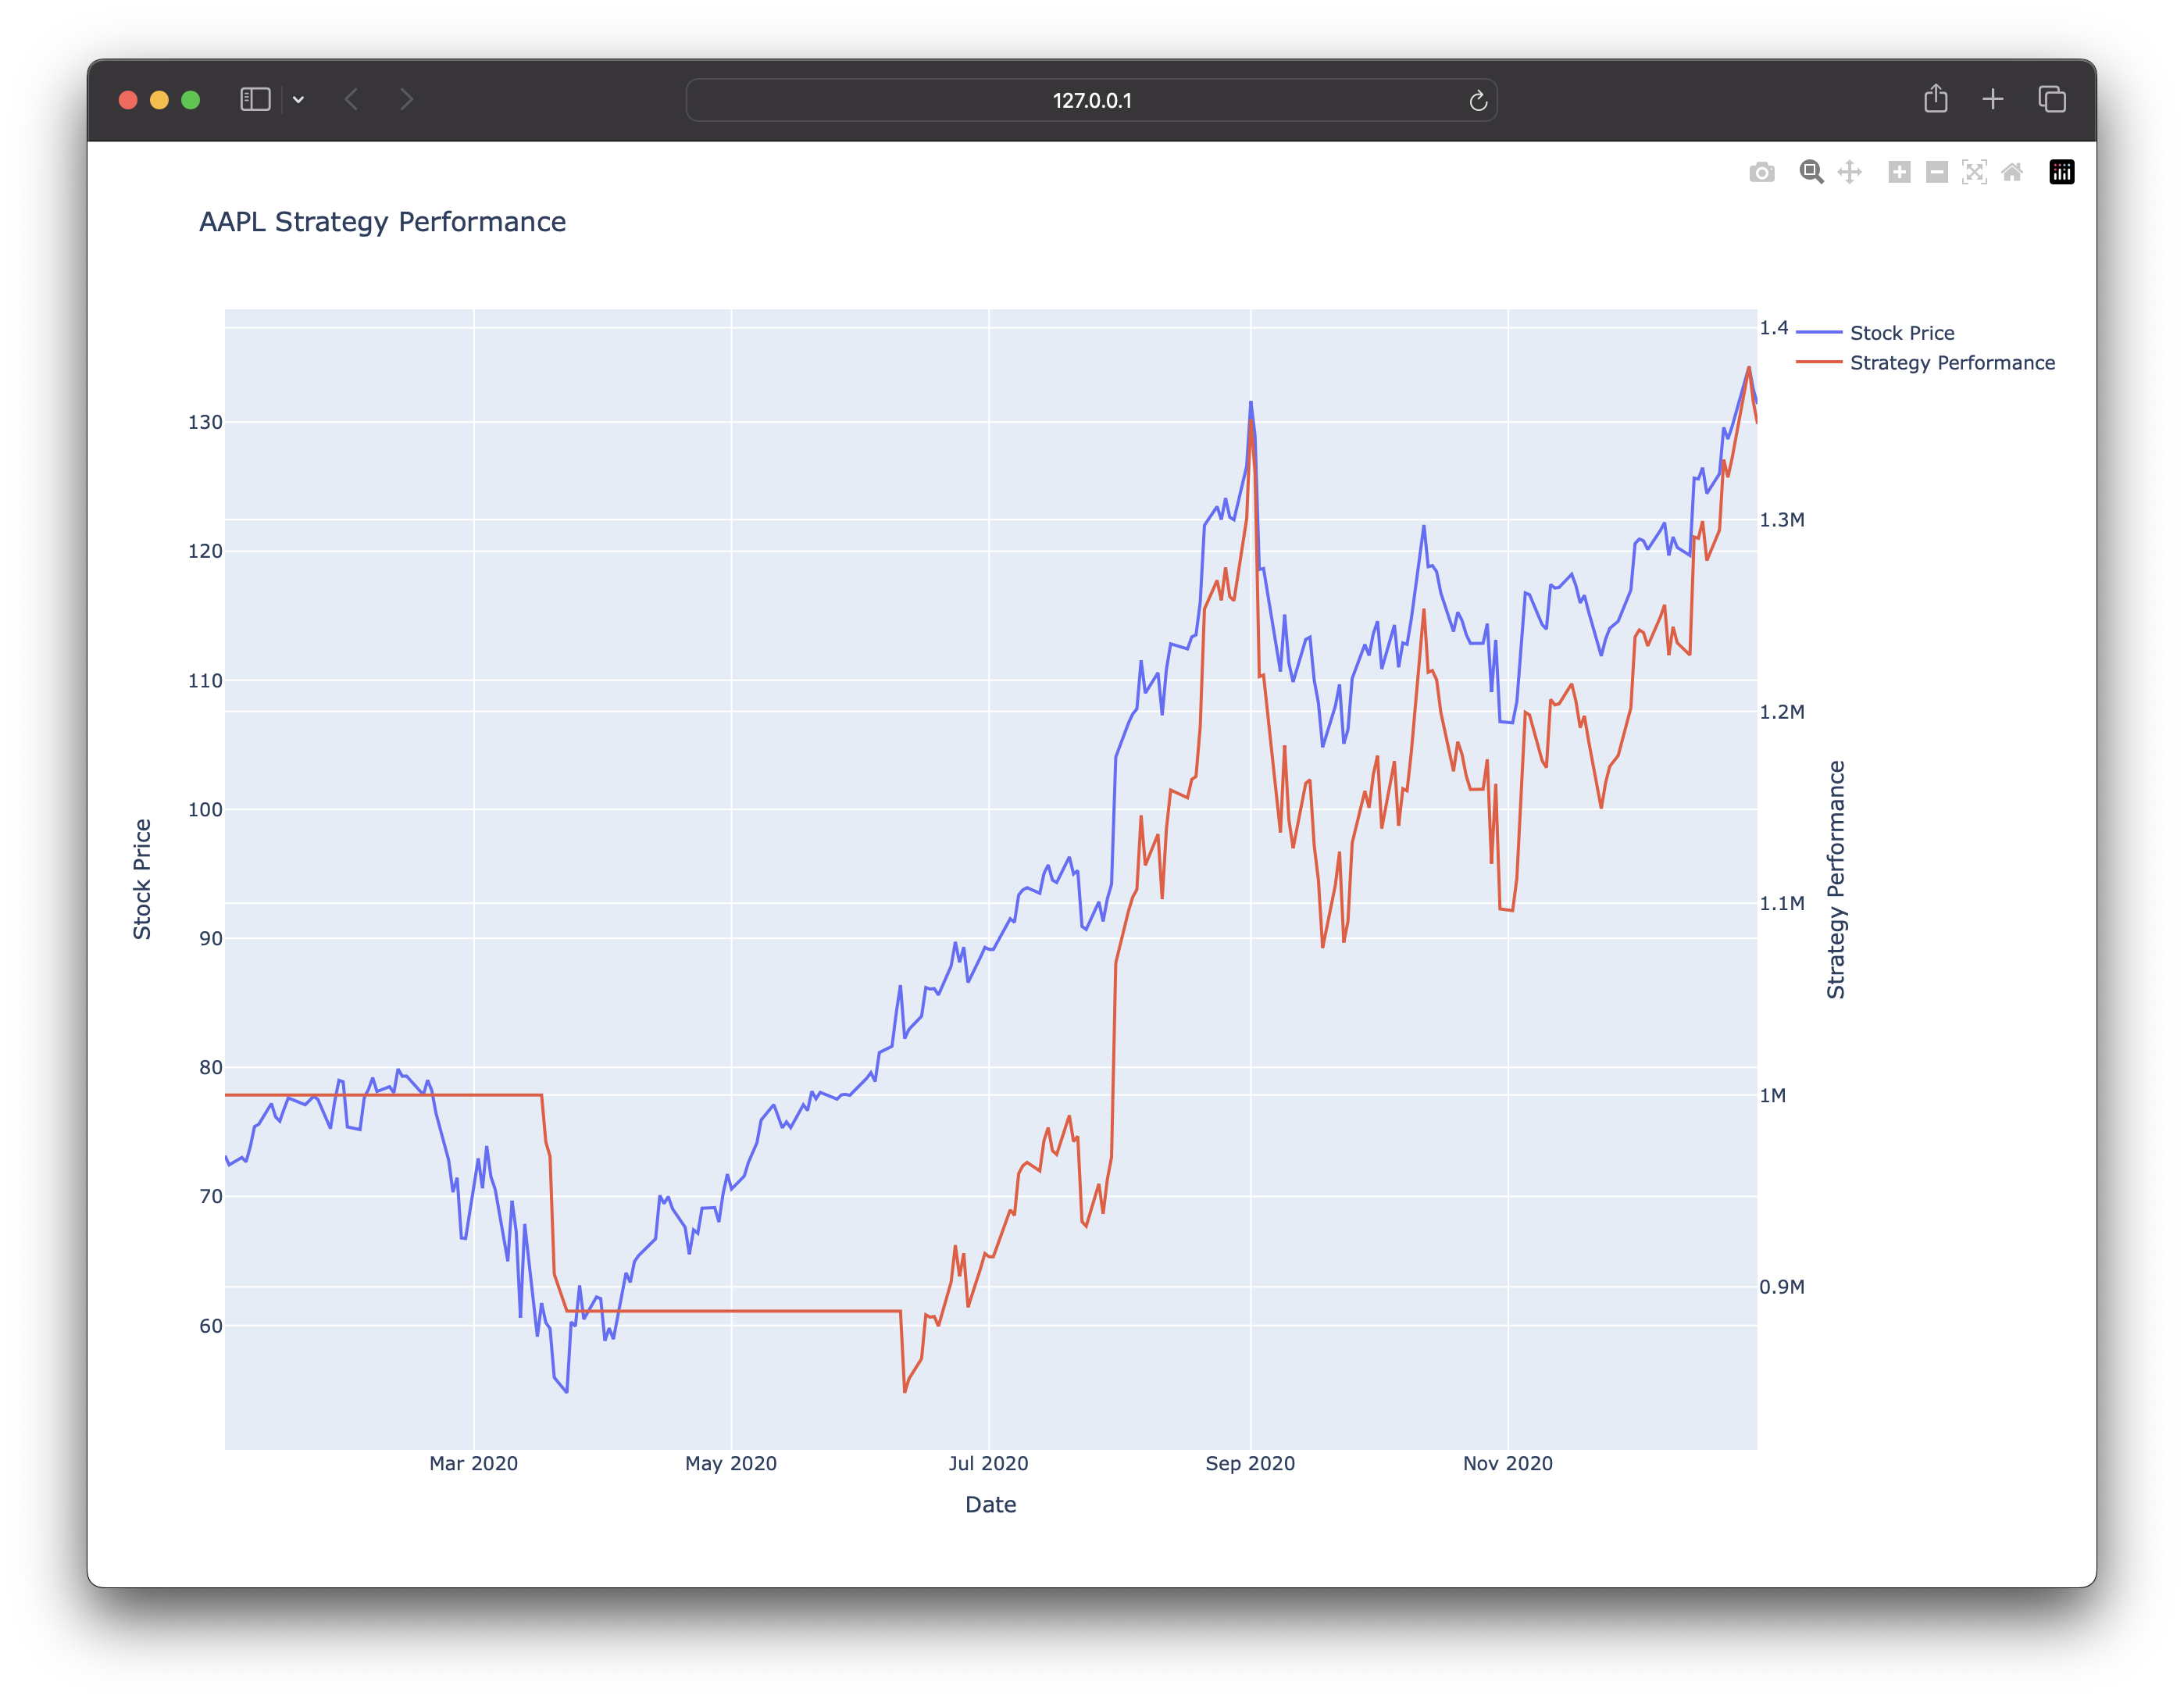 127.0.0.1
AAPL Strategy Performance
1.4
Stock Price
Strategy Performance
130
1.3M
120
110
1.2M
100
Stock Price
Strategy Performance
1.1M
90
80
1M
70
0.9M
60
Mar 2020 May 2020 Jul 2020 Sep 2020 Nov 2020
Date